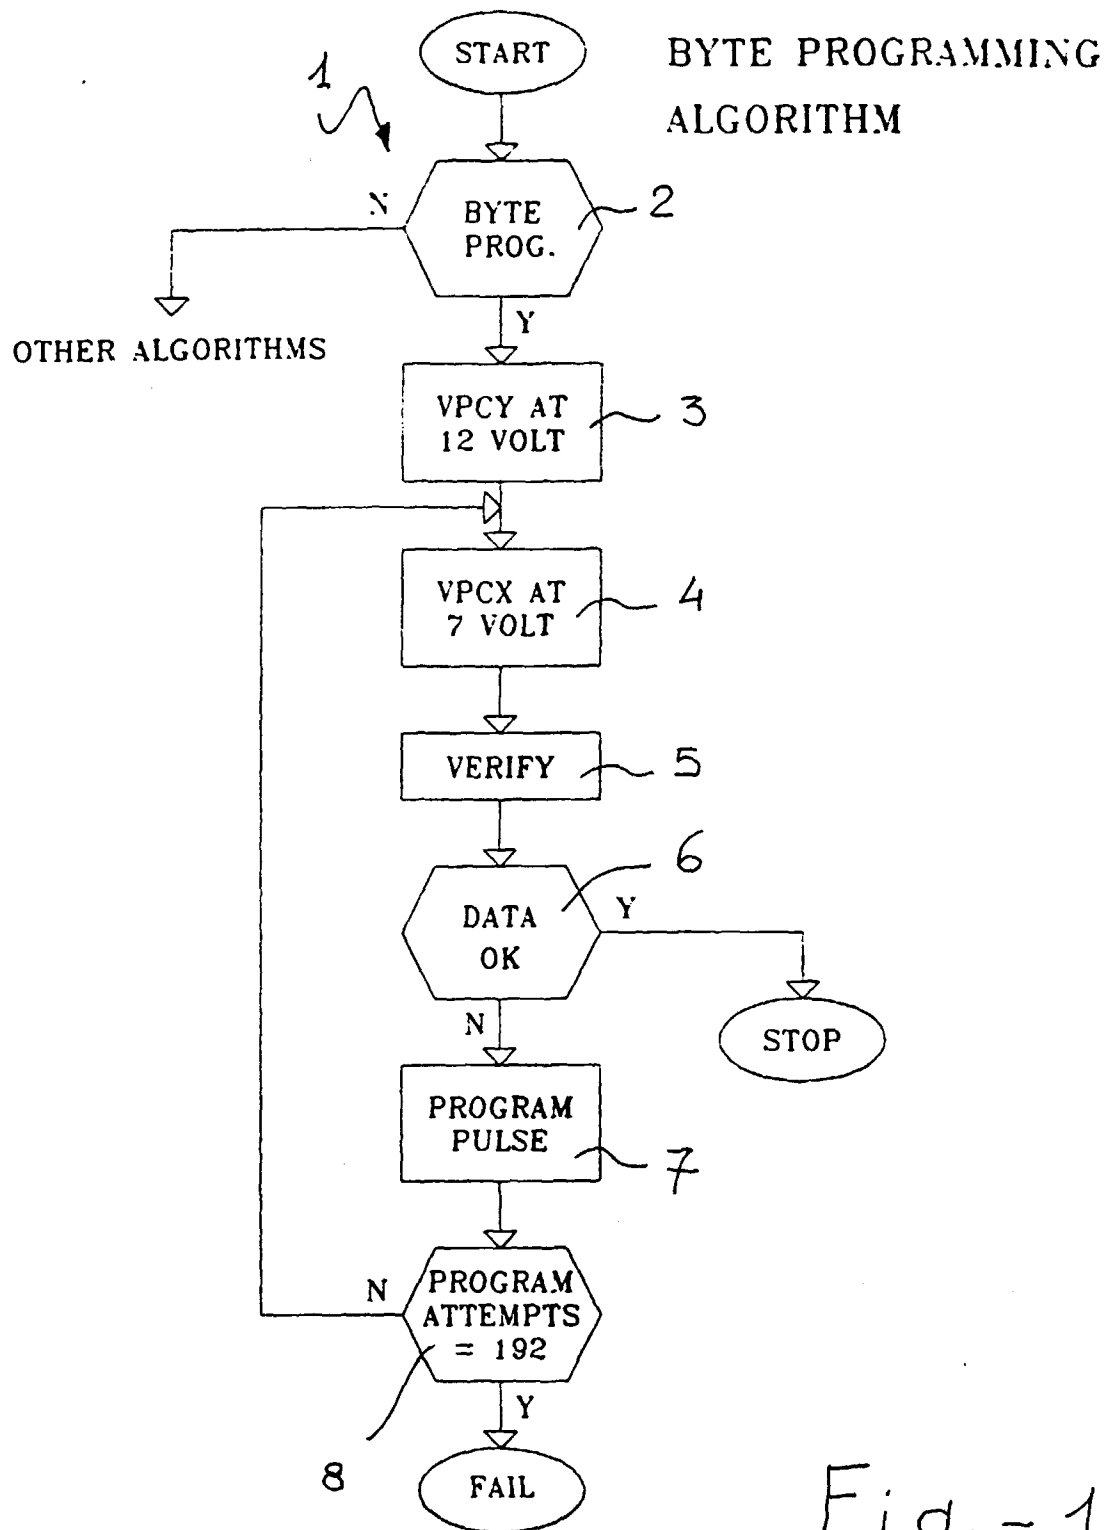 START
BYTE PROGRAMMING
ALGORITHM
1
N
BYTE
PROG.
2
Y
OTHER ALGORITHMS
VPCY AT
12 VOLT
3
VPCX AT
7 VOLT
4
VERIFY
5
6
DATA
OK
Y
N
STOP
PROGRAM
PULSE
7
N
PROGRAM
ATTEMPTS
= 192
Y
8
FAIL
Fig. - 1